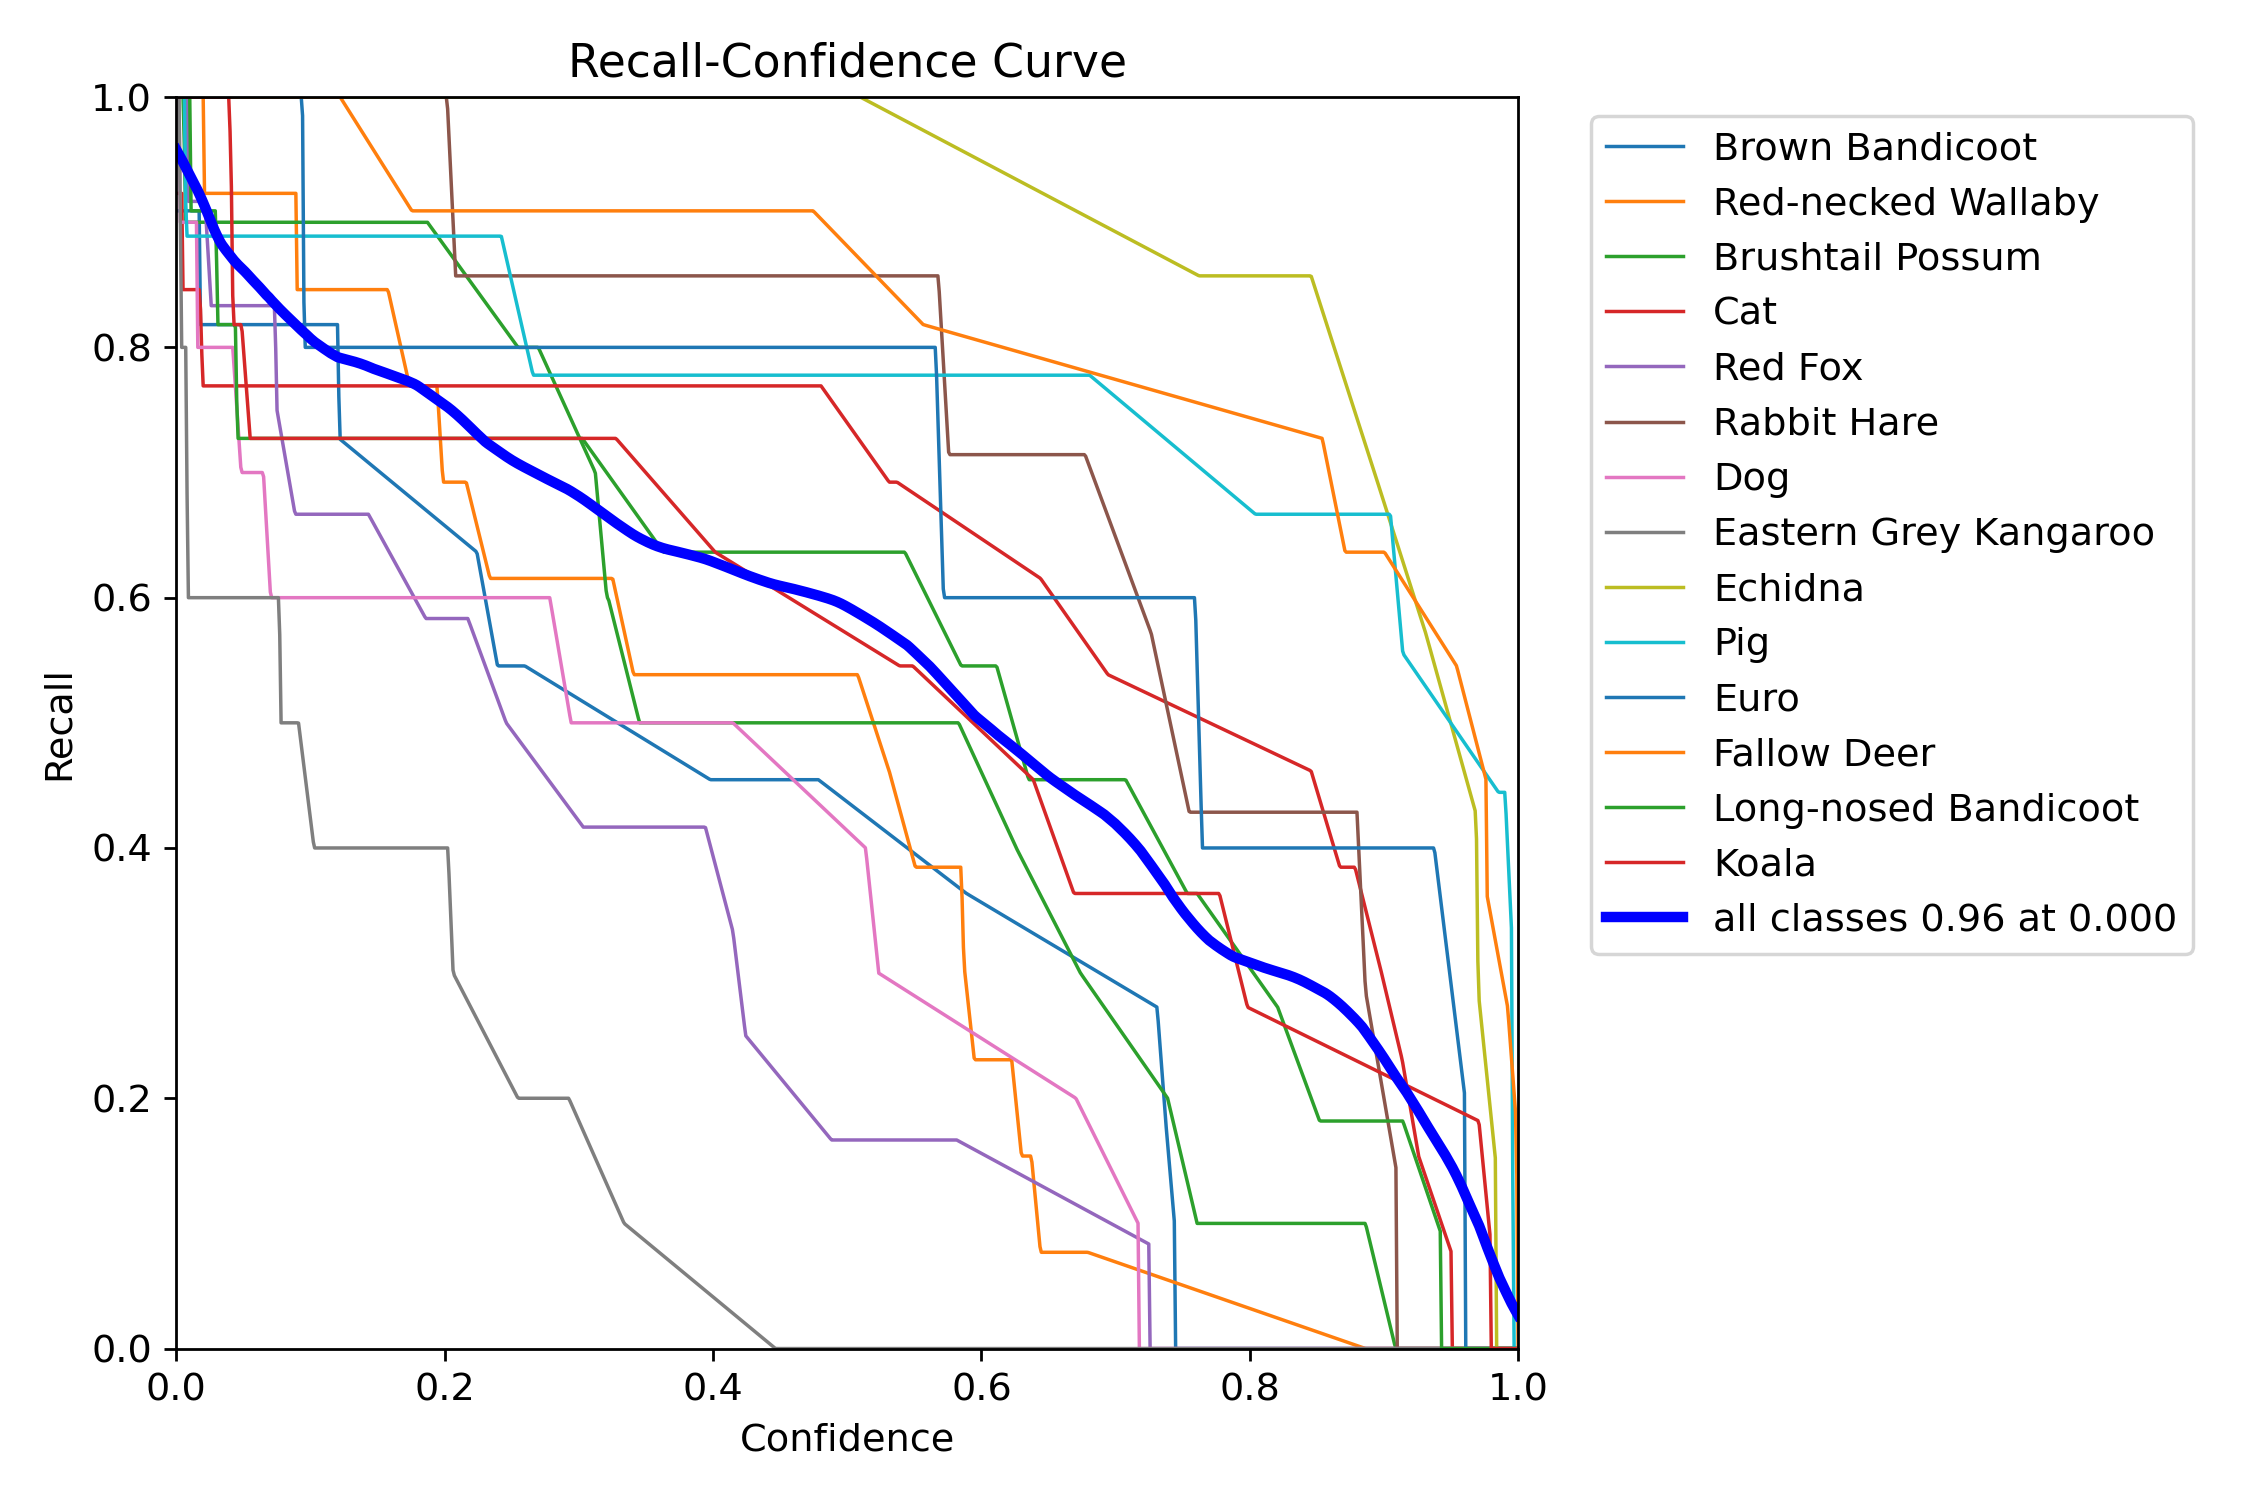 Recall-Confidence Curve
1.0
0.8
0.6
0.4
0.2
0.0
Recall
0.0
0.2
0.4
0.6
0.8
1.0
Confidence
Brown Bandicoot
Red-necked Wallaby
Brushtail Possum
Cat
Red Fox
Rabbit Hare
Dog
Eastern Grey Kangaroo
Echidna
Pig
Euro
Fallow Deer
Long-nosed Bandicoot
Koala
all classes 0.96 at 0.000